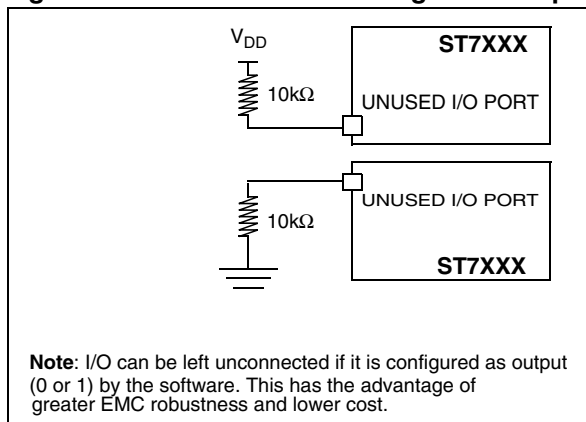 V_DD
ST7XXX
10kΩ
UNUSED I/O PORT
UNUSED I/O PORT
10kΩ
ST7XXX
Note: I/O can be left unconnected if it is configured as output
(0 or 1) by the software. This has the advantage of
greater EMC robustness and lower cost.